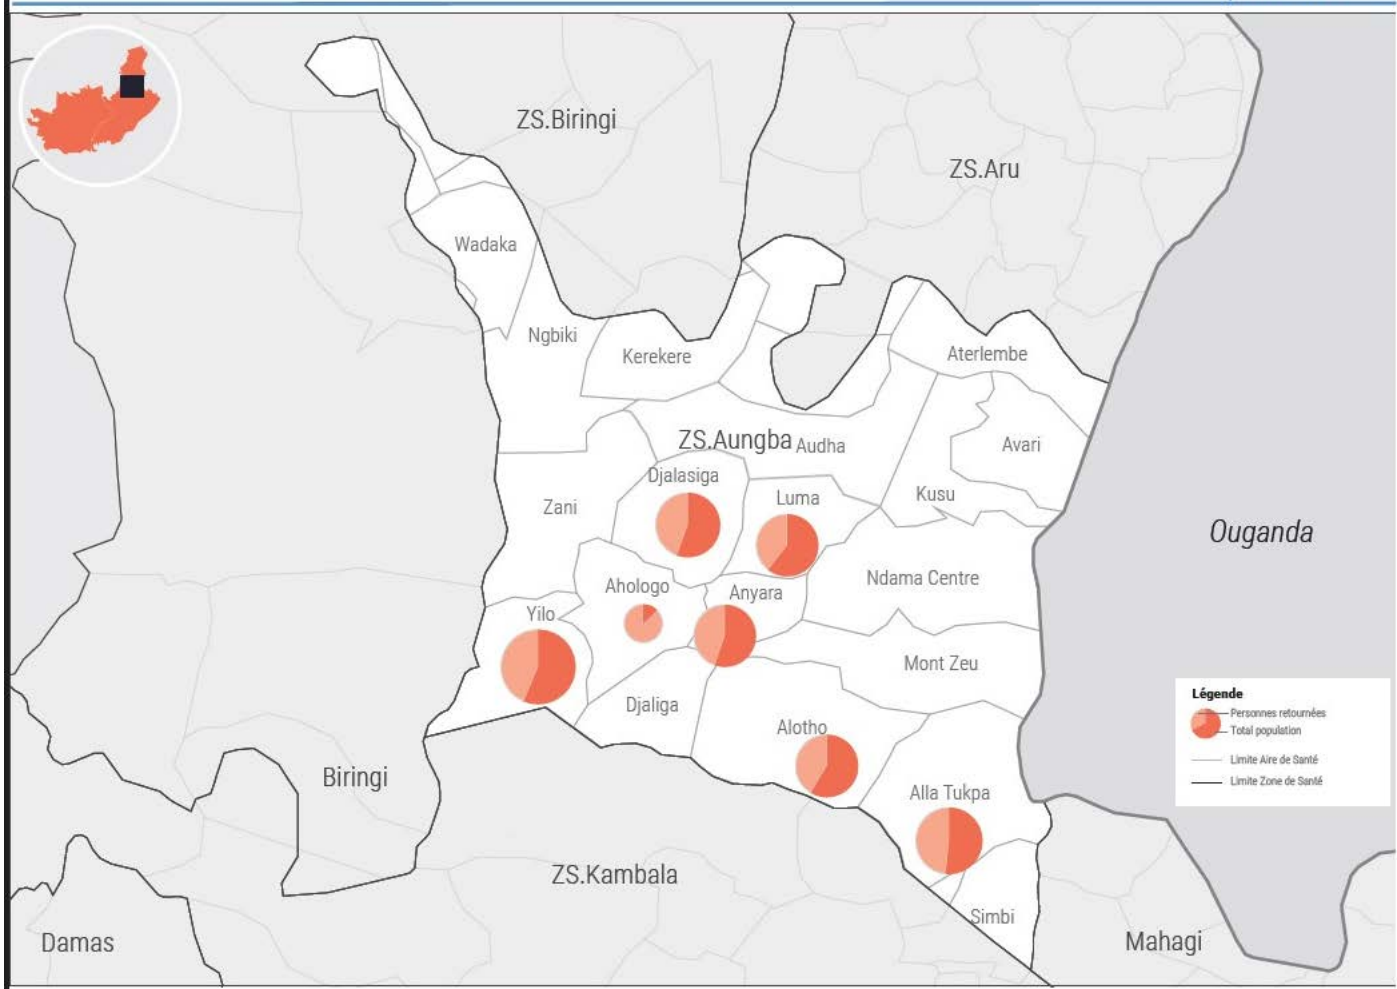 ZS.Biringi
ZS.Aru
Wadaka
Ngbiki
Kerekere
Aterlembe
ZS.Aungba
Audha
Avari
Djalasiga
Luma
Kusu
Zani
Ouganda
Ahologo
Anyara
Ndama Centre
Yilo
Mont Zeu
Djaliga
Alotho
Légende
Personnes retournées
Total population
Limite Aire de Santé
Limite Zone de Santé
Biringi
Alla Tukpa
ZS.Kambala
Simbi
Damas
Mahagi